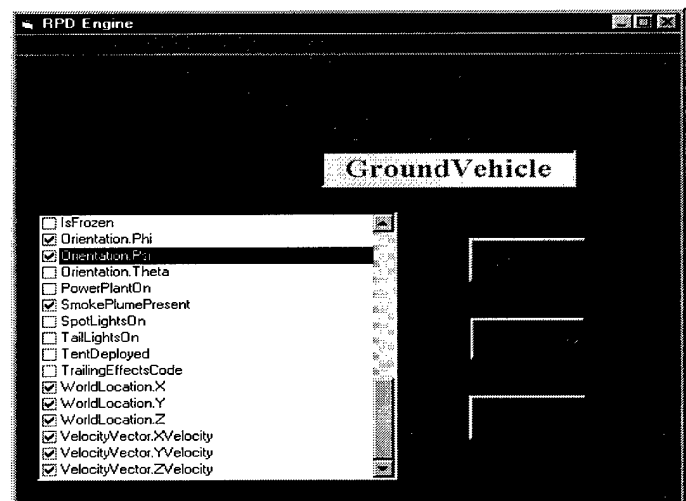 RPD Engine
GroundVehicle
IsFrozen
Orientation.Phi
Orientation.Psi
Orientation.Theta
PowerPlantOn
SmokePlumePresent
SpotLightsOn
TailLightsOn
TentDeployed
TrailingEffectsCode
WorldLocation.X
WorldLocation.Y
WorldLocation.Z
VelocityVector.XVelocity
VelocityVector.YVelocity
VelocityVector.ZVelocity